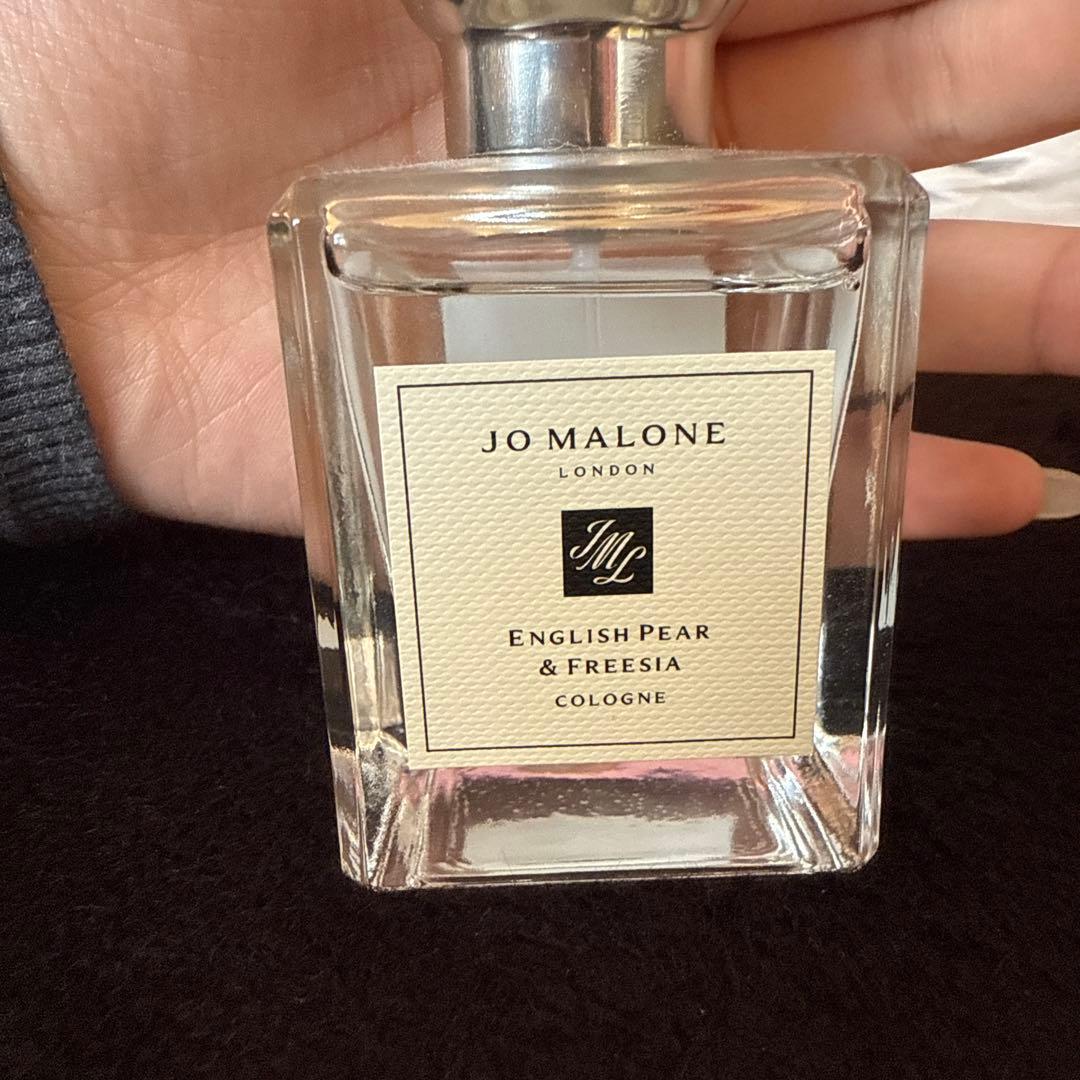 JO MALONE
LONDON
JML
ENGLISH PEAR
& FREESIA
COLOGNE